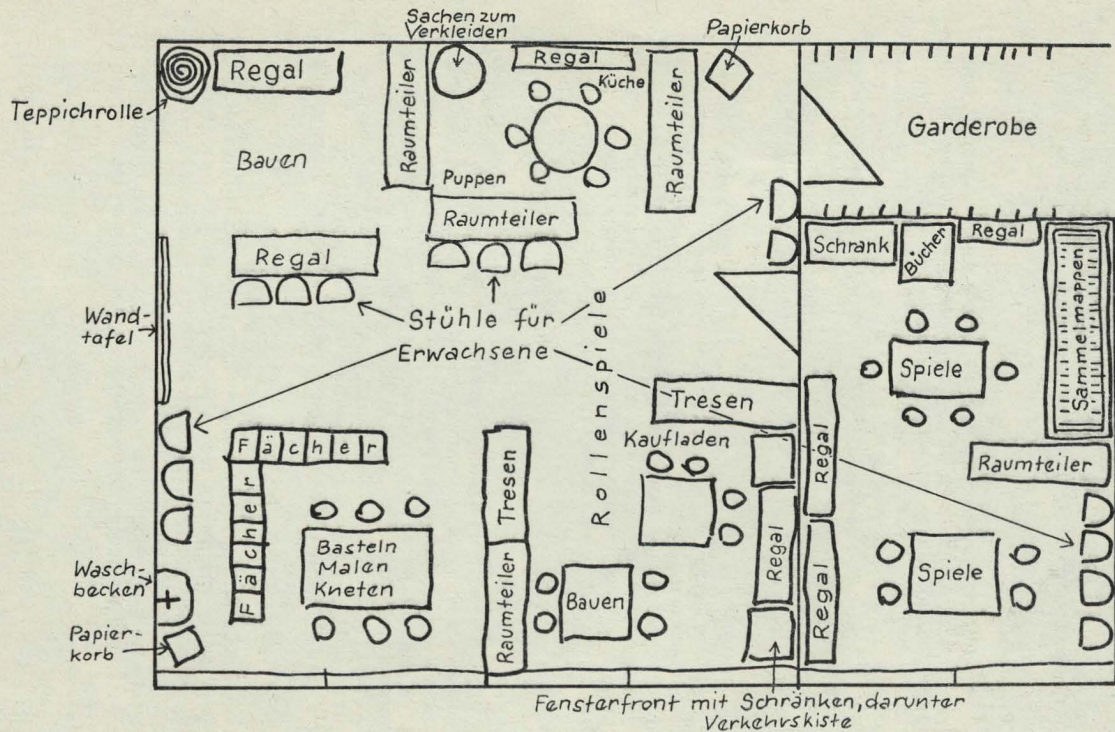 Sachen zum
Verkleiden
Papierkorb
Teppichrolle
Regal
Raumteiler
Regal
Küche
Raumteiler
Garderobe
Bauen
Puppen
Raumteiler
Regal
Schrank
Bücher
Regal
Sammelmappen
Wand-
tafel
Stühle für
Erwachsene
Rollenspiele
Spiele
Tresen
Kaufladen
Fächer
Fächer
Tresen
Regal
Raumteiler
Basteln
Malen
Kneten
Raumteiler
Bauen
Regal
Regal
Spiele
Wasch-
becken
Papier-
korb
Fensterfront mit Schränken, darunter
Verkehrskiste